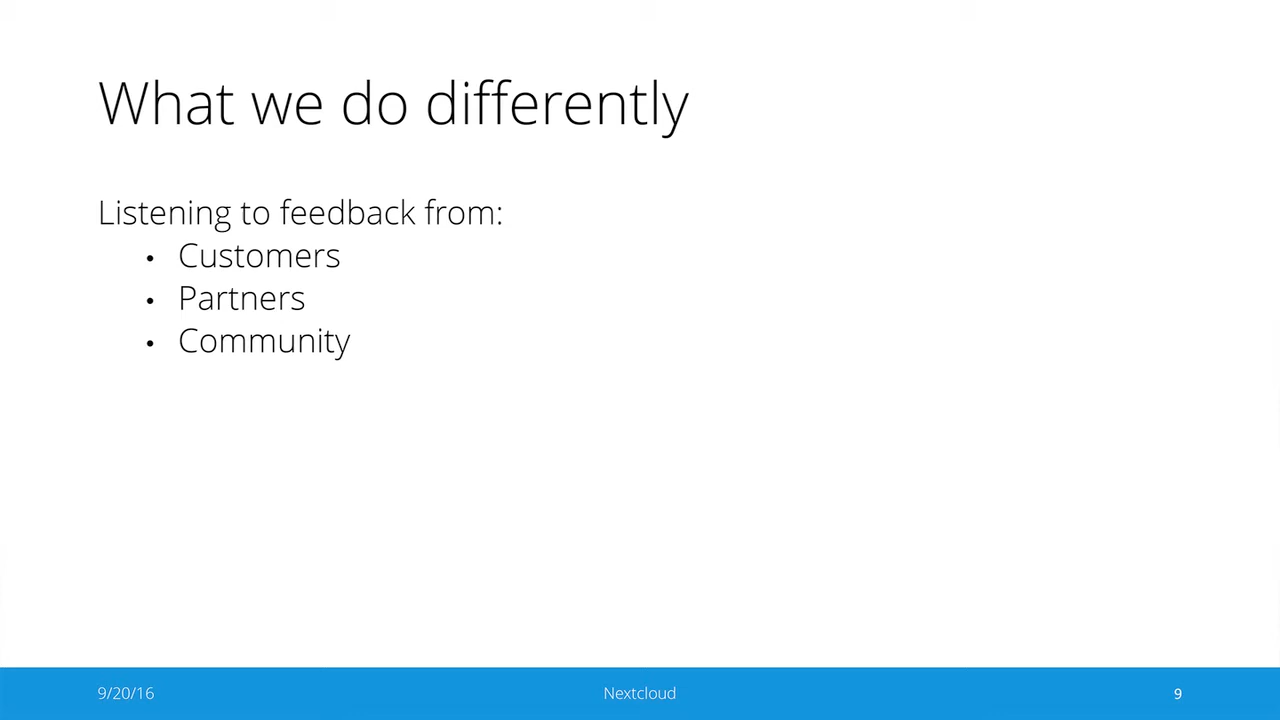 What we do differently
Listening to feedback from:
• Customers
• Partners
• Community
9/20/16 Nextcloud 9